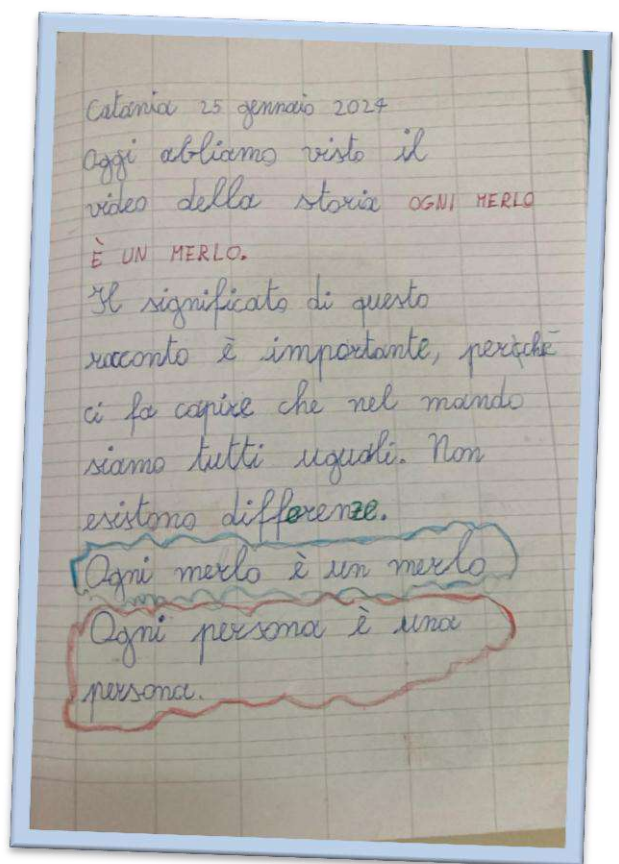 Catania 25 gennaio 2024
Oggi abbiamo visto il
video della storia OGNI MERLO
È UN MERLO.
Il significato di questo
racconto è importante, perchè
ci fa capire che nel mondo
siamo tutti uguali. Non
esistono differenze.
Ogni merlo è un merlo
Ogni persona è una
persona.